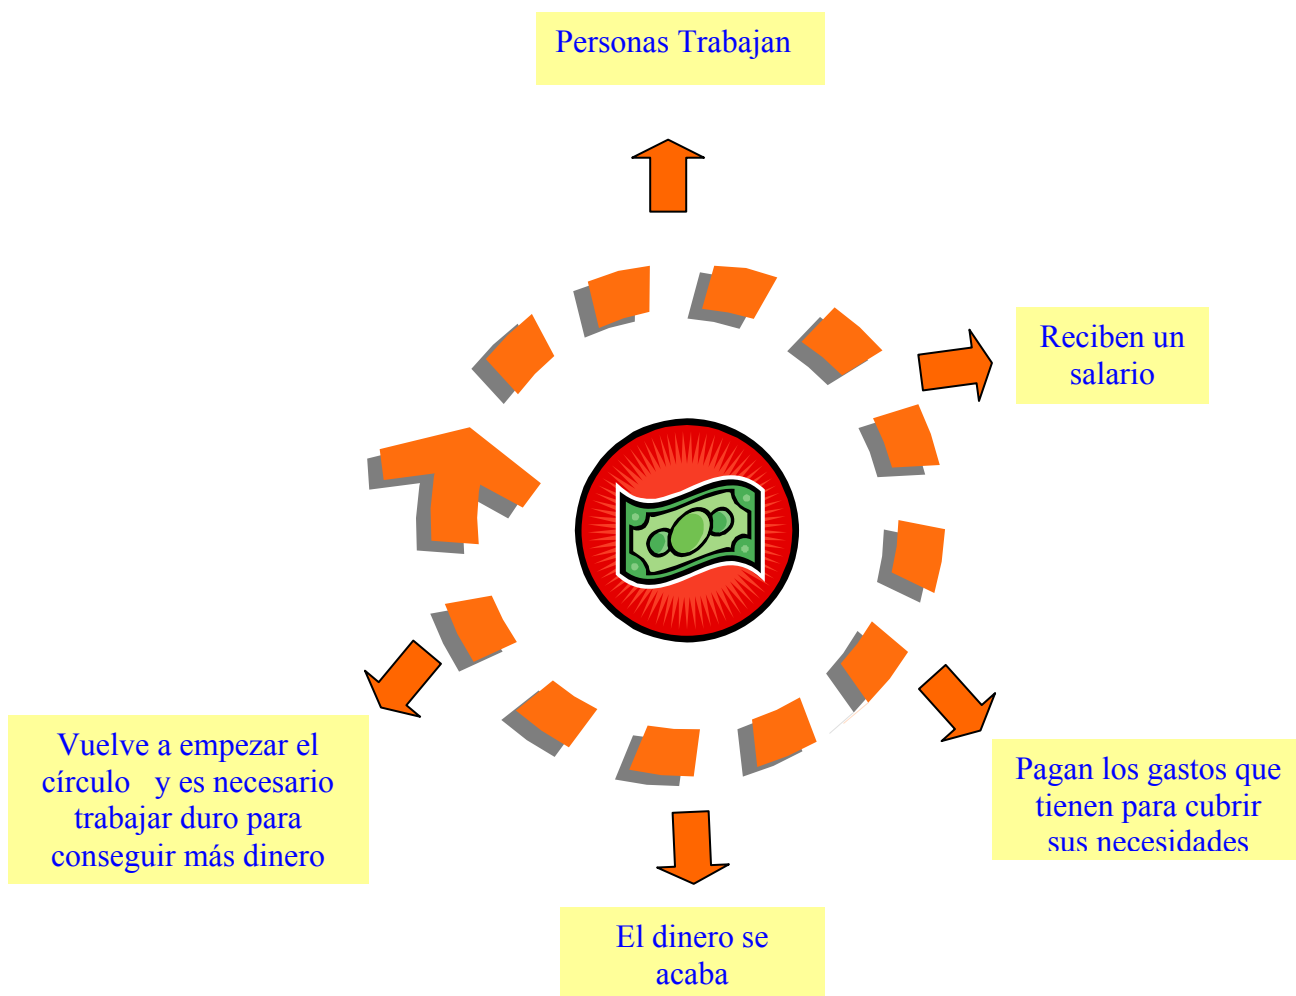 Personas Trabajan
Reciben un
salario
Pagan los gastos que
tienen para cubrir
sus necesidades
El dinero se
acaba
Vuelve a empezar el
círculo y es necesario
trabajar duro para
conseguir más dinero